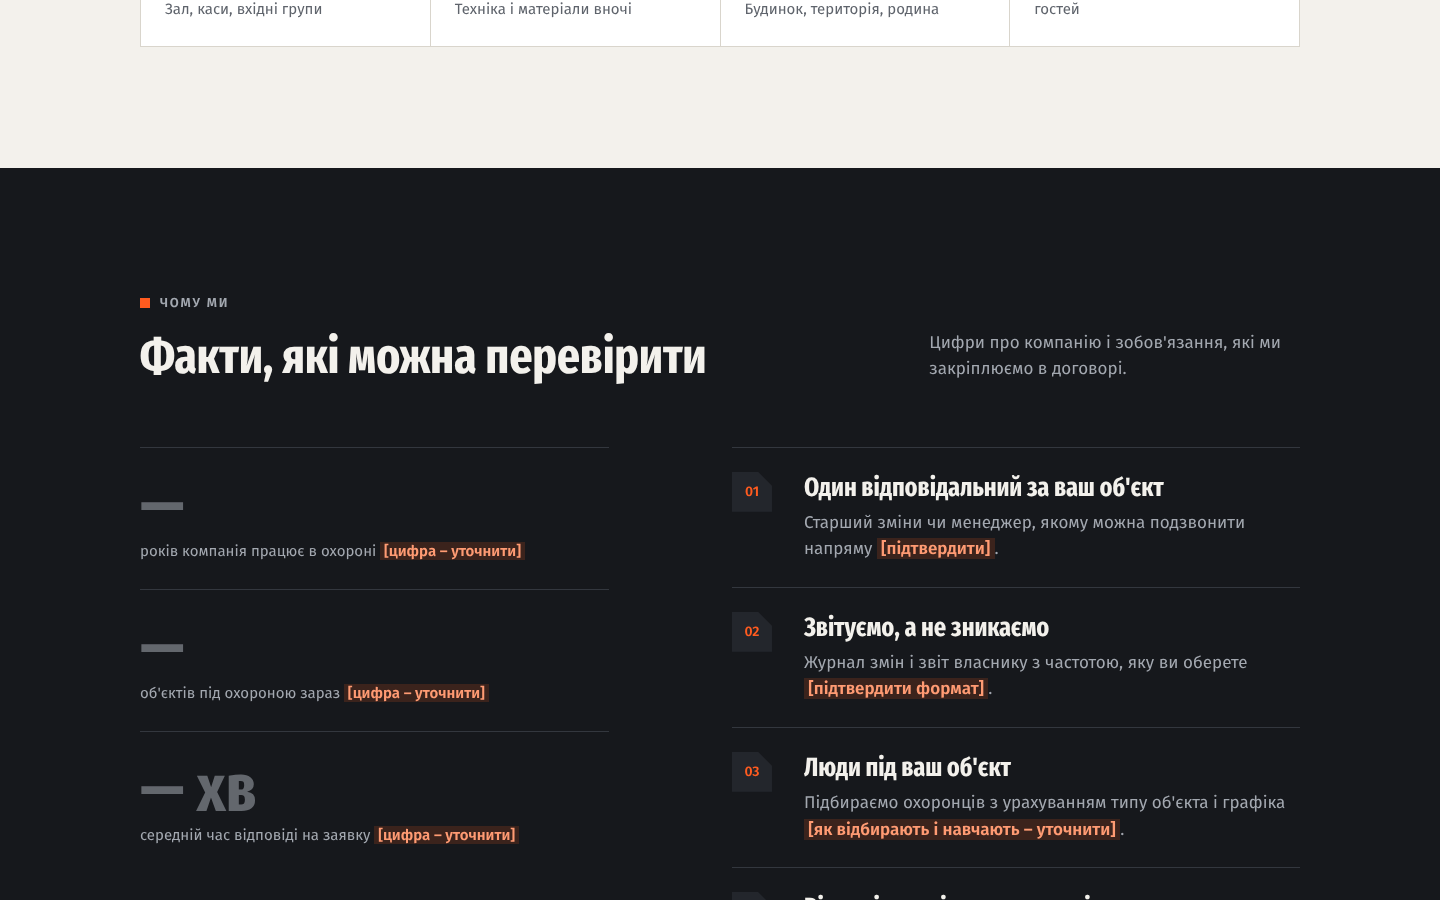 Зал, каси, вхідні групи
Техніка і матеріали вночі
Будинок, територія, родина
гостей
ЧОМУ МИ
Факти, які можна перевірити
Цифри про компанію і зобов'язання, які ми
закріплюємо в договорі.
—
років компанія працює в охороні [цифра – уточнити]
—
об'єктів під охороною зараз [цифра – уточнити]
— хв
середній час відповіді на заявку [цифра – уточнити]
01
Один відповідальний за ваш об'єкт
Старший зміни чи менеджер, якому можна подзвонити
напряму [підтвердити].
02
Звітуємо, а не зникаємо
Журнал змін і звіт власнику з частотою, яку ви оберете
[підтвердити формат].
03
Люди під ваш об'єкт
Підбираємо охоронців з урахуванням типу об'єкта і графіка
[як відбирають і навчають – уточнити].